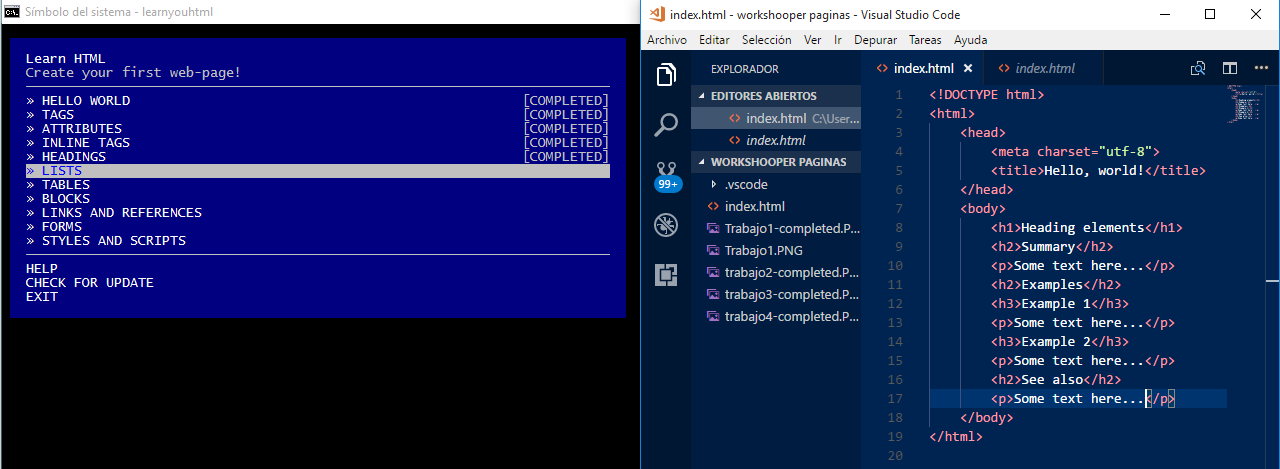 Símbolo del sistema - learnyouhtml
Learn HTML
Create your first web-page!
» HELLO WORLD [COMPLETED]
» TAGS [COMPLETED]
» ATTRIBUTES [COMPLETED]
» INLINE TAGS [COMPLETED]
» HEADINGS [COMPLETED]
» LISTS
» TABLES
» BLOCKS
» LINKS AND REFERENCES
» FORMS
» STYLES AND SCRIPTS
HELP
CHECK FOR UPDATE
EXIT
index.html - workshooper paginas - Visual Studio Code
Archivo Editar Selección Ver Ir Depurar Tareas Ayuda
EXPLORADOR
EDITORES ABIERTOS
index.html C:\User...
index.html
WORKSHOOPER PAGINAS
.vscode
index.html
Trabajo1-completed.P...
Trabajo1.PNG
trabajo2-completed.P...
trabajo3-completed.P...
trabajo4-completed.P...
99+
index.html × index.html
1 <!DOCTYPE html>
2 <html>
3 <head>
4 <meta charset="utf-8">
5 <title>Hello, world!</title>
6 </head>
7 <body>
8 <h1>Heading elements</h1>
9 <h2>Summary</h2>
10 <p>Some text here...</p>
11 <h2>Examples</h2>
12 <h3>Example 1</h3>
13 <p>Some text here...</p>
14 <h3>Example 2</h3>
15 <p>Some text here...</p>
16 <h2>See also</h2>
17 <p>Some text here...</p>
18 </body>
19 </html>
20